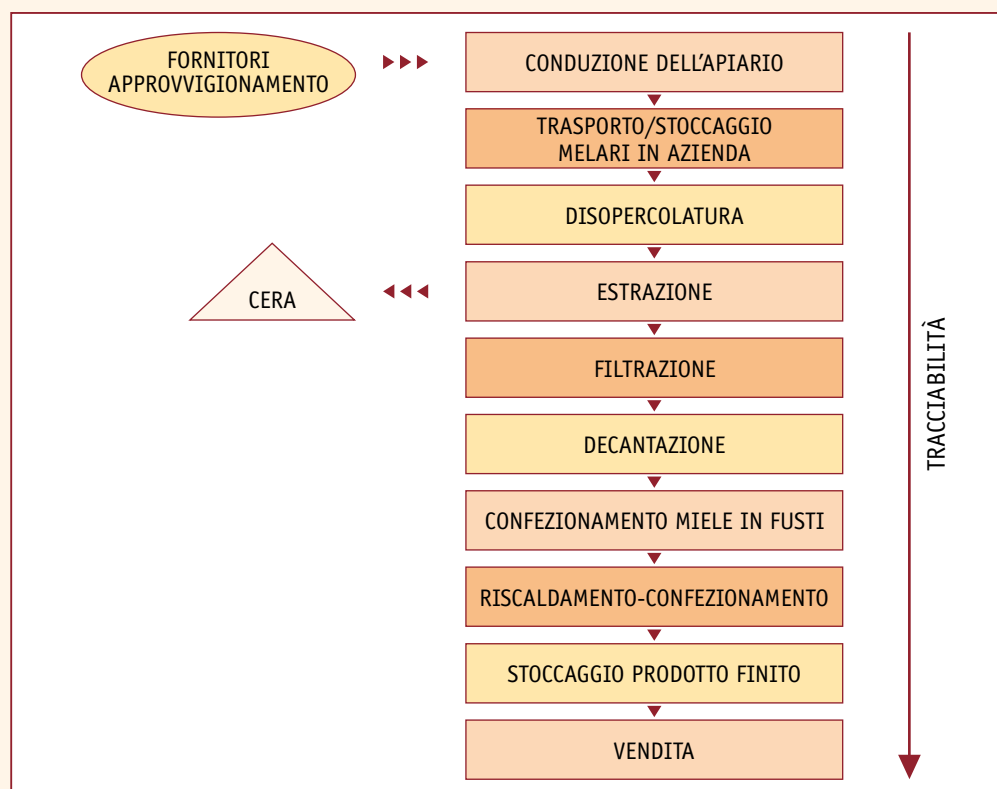 FORNITORI
APPROVVIGIONAMENTO
CONDUZIONE DELL'APIARIO
TRASPORTO/STOCCAGGIO
MELARI IN AZIENDA
DISOPERCOLATURA
CERA
ESTRAZIONE
FILTRAZIONE
DECANTAZIONE
CONFEZIONAMENTO MIELE IN FUSTI
RISCALDAMENTO-CONFEZIONAMENTO
STOCCAGGIO PRODOTTO FINITO
VENDITA
TRACCIABILITÀ